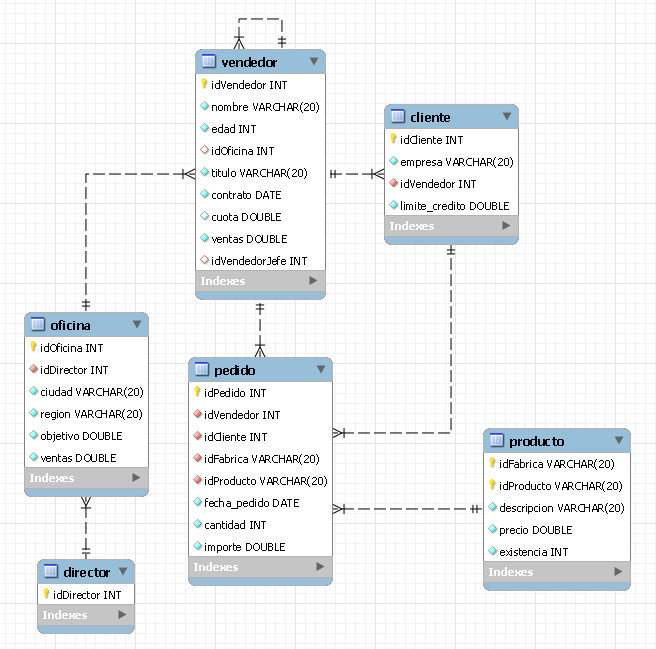 vendedor
idVendedor INT
nombre VARCHAR(20)
edad INT
idOficina INT
titulo VARCHAR(20)
contrato DATE
cuota DOUBLE
ventas DOUBLE
idVendedorJefe INT
Indexes
cliente
idCliente INT
empresa VARCHAR(20)
idVendedor INT
limite_credito DOUBLE
Indexes
oficina
idOficina INT
idDirector INT
ciudad VARCHAR(20)
region VARCHAR(20)
objetivo DOUBLE
ventas DOUBLE
Indexes
pedido
idPedido INT
idVendedor INT
idCliente INT
idFabrica VARCHAR(20)
idProducto VARCHAR(20)
fecha_pedido DATE
cantidad INT
importe DOUBLE
Indexes
producto
idFabrica VARCHAR(20)
idProducto VARCHAR(20)
descripcion VARCHAR(20)
precio DOUBLE
existencia INT
Indexes
director
idDirector INT
Indexes